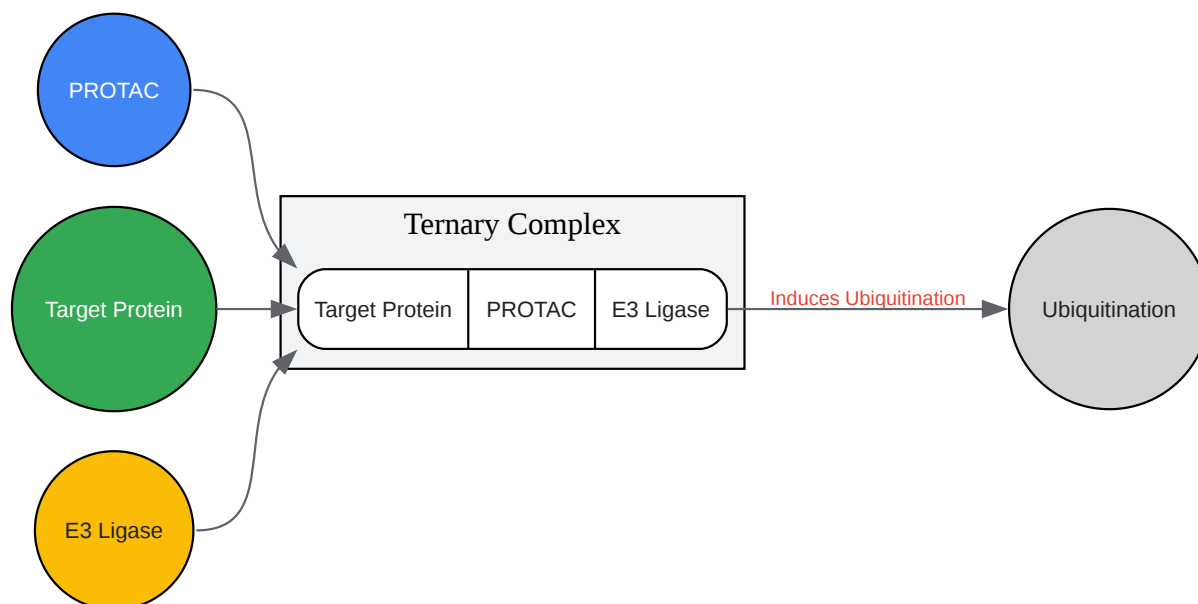 PROTAC
Ternary Complex
Target Protein
Target Protein
PROTAC
E3 Ligase
Induces Ubiquitination
Ubiquitination
E3 Ligase